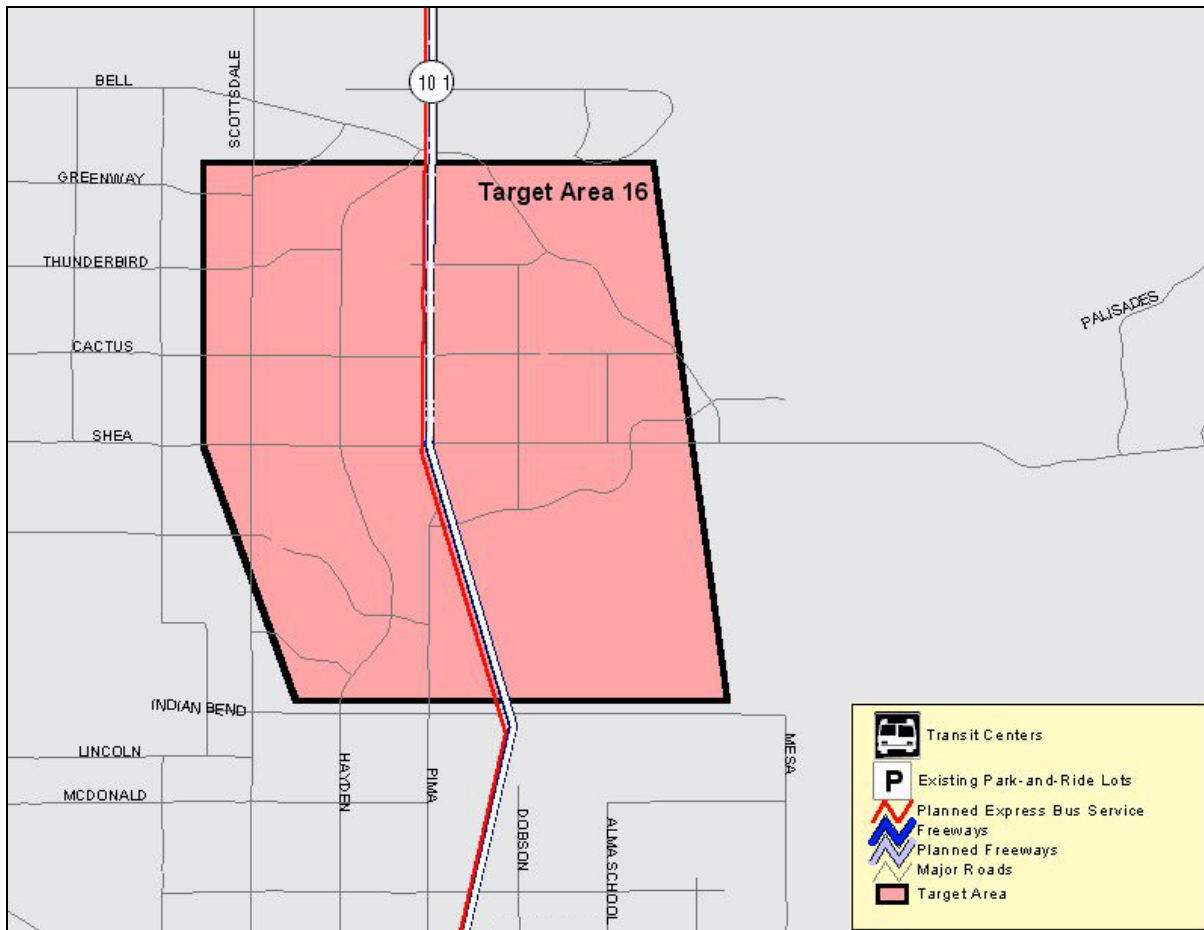 SCOTTSDALE
BELL
10 1
GREENWAY
Target Area 16
THUNDERBIRD
PALISADES
CACTUS
SHEA
INDIAN BEND
LINCOLN
MCDONALD
HAYDEN
PIMA
DOBSON
ALMA SCHOOL
MESA
Transit Centers
P
Existing Park-and-Ride Lots
Planned Express Bus Service
Freeways
Planned Freeways
Major Roads
Target Area